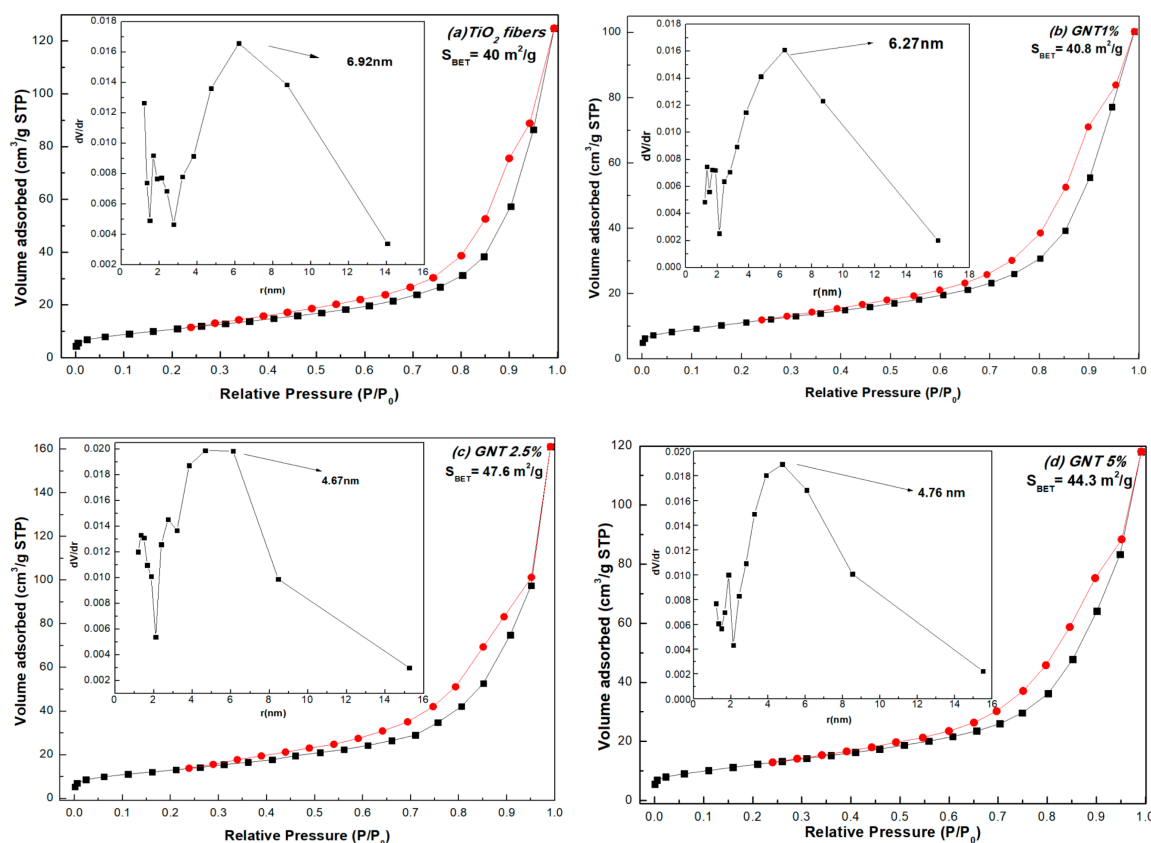 (a)TiO2 fibers
SBET= 40 m2/g
6.92nm
dV/dr
0.018
0.016
0.014
0.012
0.010
0.008
0.006
0.004
0.002
0 2 4 6 8 10 12 14 16
r(nm)
Volume adsorbed (cm3/g STP)
120
100
80
60
40
20
0
0.0 0.1 0.2 0.3 0.4 0.5 0.6 0.7 0.8 0.9 1.0
Relative Pressure (P/P0)
(b) GNT1%
SBET= 40.8 m2/g
6.27nm
dV/dr
0.018
0.016
0.014
0.012
0.010
0.008
0.006
0.004
0.002
0.000
0 2 4 6 8 10 12 14 16
r(nm)
Volume adsorbed (cm3/g STP)
100
80
60
40
20
0
0.0 0.1 0.2 0.3 0.4 0.5 0.6 0.7 0.8 0.9 1.0
Relative Pressure (P/P0)
(c) GNT 2.5%
SBET= 47.6 m2/g
4.67nm
dV/dr
0.020
0.018
0.016
0.014
0.012
0.010
0.008
0.006
0.004
0.002
0 2 4 6 8 10 12 14 16
r(nm)
Volume adsorbed (cm3/g STP)
160
140
120
100
80
60
40
20
0
0.0 0.1 0.2 0.3 0.4 0.5 0.6 0.7 0.8 0.9 1.0
Relative Pressure (P/P0)
(d) GNT 5%
SBET= 44.3 m2/g
4.76 nm
dV/dr
0.020
0.018
0.016
0.014
0.012
0.010
0.008
0.006
0.004
0.002
0.000
0 2 4 6 8 10 12 14 16
r(nm)
Volume adsorbed (cm3/g STP)
120
100
80
60
40
20
0
0.0 0.1 0.2 0.3 0.4 0.5 0.6 0.7 0.8 0.9 1.0
Relative Pressure (P/P0)